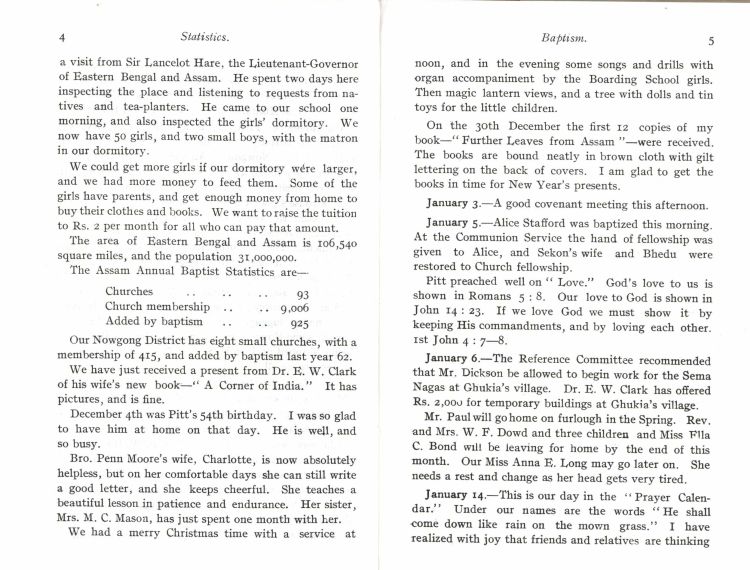 4 Statistics.
a visit from Sir Lancelot Hare, the Lieutenant-Governor
of Eastern Bengal and Assam. He spent two days here
inspecting the place and listening to requests from na-
tives and tea-planters. He came to our school one
morning, and also inspected the girls' dormitory. We
now have 50 girls, and two small boys, with the matron
in our dormitory.
We could get more girls if our dormitory were larger,
and we had more money to feed them. Some of the
girls have parents, and get enough money from home to
buy their clothes and books. We want to raise the tuition
to Rs. 2 per month for all who can pay that amount.
The area of Eastern Bengal and Assam is 106,540
square miles, and the population 31,000,000.
The Assam Annual Baptist Statistics are—
Churches .. .. .. 93
Church membership .. .. 9,006
Added by baptism .. .. 925
Our Nowgong District has eight small churches, with a
membership of 415, and added by baptism last year 62.
We have just received a present from Dr. E. W. Clark
of his wife's new book—" A Corner of India." It has
pictures, and is fine.
December 4th was Pitt's 54th birthday. I was so glad
to have him at home on that day. He is well, and
so busy.
Bro. Penn Moore's wife, Charlotte, is now absolutely
helpless, but on her comfortable days she can still write
a good letter, and she keeps cheerful. She teaches a
beautiful lesson in patience and endurance. Her sister,
Mrs. M. C. Mason, has just spent one month with her.
We had a merry Christmas time with a service at
Baptism. 5
noon, and in the evening some songs and drills with
organ accompaniment by the Boarding School girls.
Then magic lantern views, and a tree with dolls and tin
toys for the little children.
On the 30th December the first 12 copies of my
book—" Further Leaves from Assam "—were received.
The books are bound neatly in brown cloth with gilt
lettering on the back of covers. I am glad to get the
books in time for New Year's presents.
January 3.—A good covenant meeting this afternoon.
January 5.—Alice Stafford was baptized this morning.
At the Communion Service the hand of fellowship was
given to Alice, and Sekon's wife and Bhedu were
restored to Church fellowship.
Pitt preached well on " Love." God's love to us is
shown in Romans 5 : 8. Our love to God is shown in
John 14 : 23. If we love God we must show it by
keeping His commandments, and by loving each other.
1st John 4 : 7—8.
January 6.—The Reference Committee recommended
that Mr. Dickson be allowed to begin work for the Sema
Nagas at Ghukia's village. Dr. E. W. Clark has offered
Rs. 2,000 for temporary buildings at Ghukia's village.
Mr. Paul will go home on furlough in the Spring. Rev.
and Mrs. W. F. Dowd and three children and Miss Ella
C. Bond will be leaving for home by the end of this
month. Our Miss Anna E. Long may go later on. She
needs a rest and change as her head gets very tired.
January 14.—This is our day in the " Prayer Calen-
dar." Under our names are the words " He shall
come down like rain on the mown grass." I have
realized with joy that friends and relatives are thinking